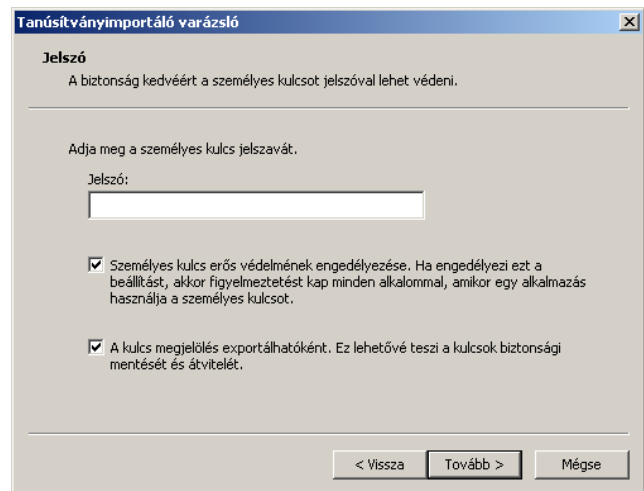 Tanúsítványimportáló varázsló
Jelszó
A biztonság kedvéért a személyes kulcsot jelszóval lehet védeni.
Adja meg a személyes kulcs jelszavát.
Jelszó:
Személyes kulcs erős védelmének engedélyezése. Ha engedélyezi ezt a
beállítást, akkor figyelmeztetést kap minden alkalommal, amikor egy alkalmazás
használja a személyes kulcsot.
A kulcs megjelölés exportálhatóként. Ez lehetővé teszi a kulcsok biztonsági
mentését és átvitelét.
< Vissza
Tovább >
Mégse